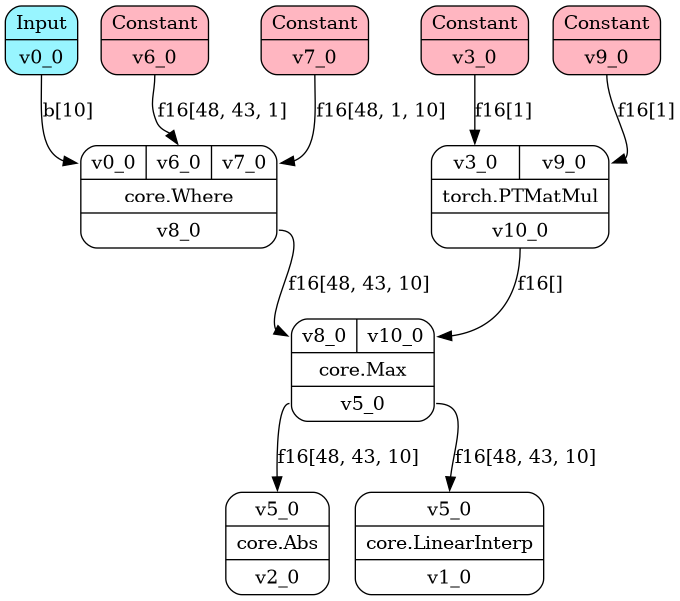 Input
v0_0
Constant
v6_0
Constant
v7_0
Constant
v3_0
Constant
v9_0
b[10]
f16[48, 43, 1]
f16[48, 1, 10]
f16[1]
f16[1]
v0_0 v6_0 v7_0
core.Where
v8_0
v3_0 v9_0
torch.PTMatMul
v10_0
f16[48, 43, 10]
f16[]
v8_0 v10_0
core.Max
v5_0
f16[48, 43, 10]
f16[48, 43, 10]
v5_0
core.Abs
v2_0
v5_0
core.LinearInterp
v1_0